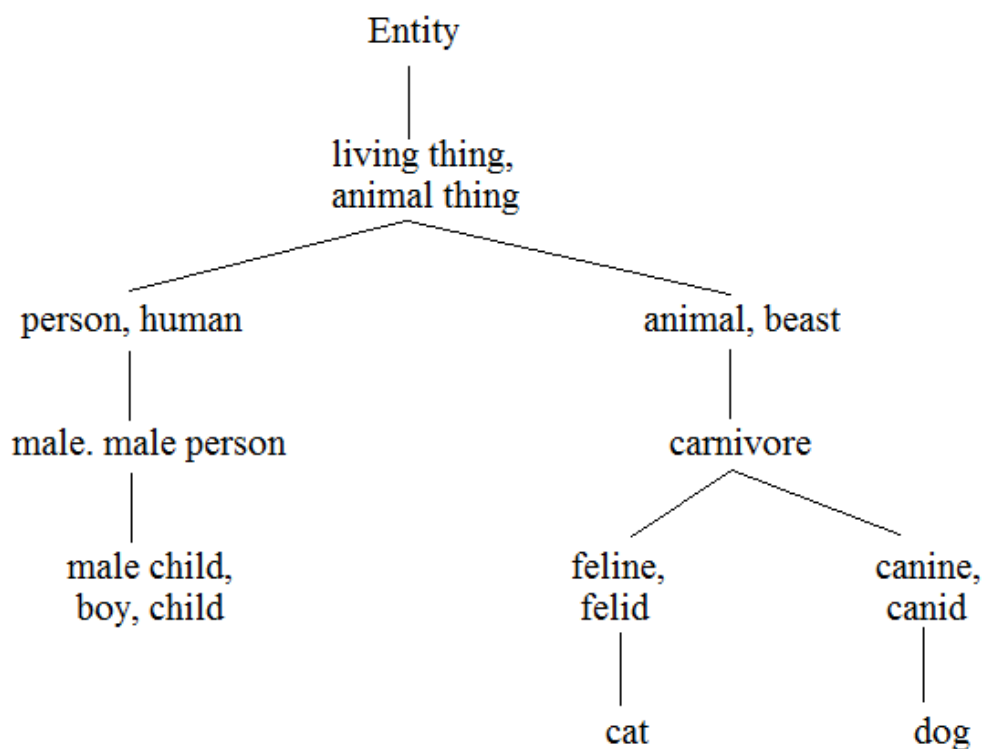 Entity
living thing,
animal thing
person, human
animal, beast
male. male person
carnivore
male child,
boy, child
feline,
felid
canine,
canid
cat
dog